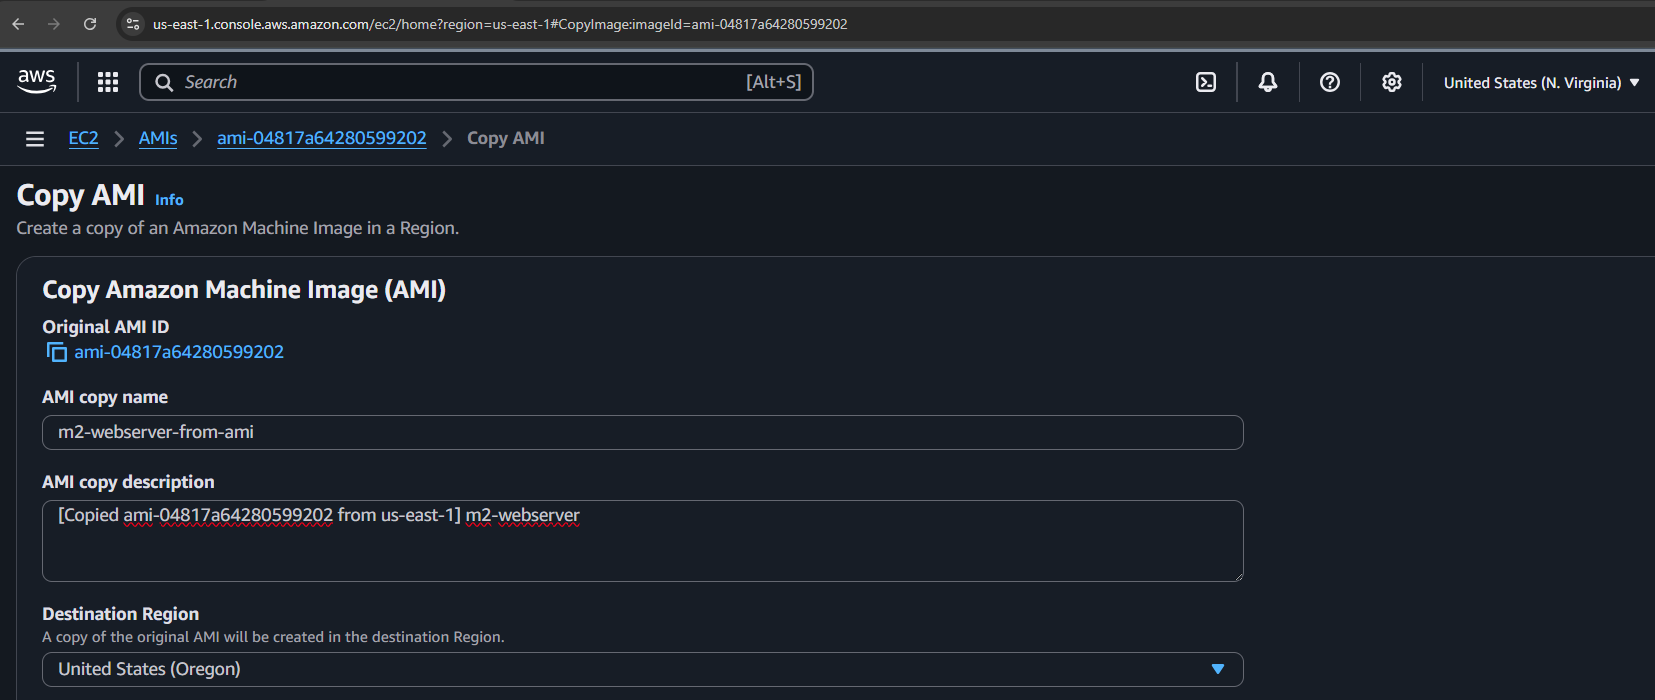 us-east-1.console.aws.amazon.com/ec2/home?region=us-east-1#CopyImage:imageId=ami-04817a64280599202
aws
Search [Alt+S]
United States (N. Virginia)
EC2 > AMIs > ami-04817a64280599202 > Copy AMI
Copy AMI Info
Create a copy of an Amazon Machine Image in a Region.
Copy Amazon Machine Image (AMI)
Original AMI ID
ami-04817a64280599202
AMI copy name
m2-webserver-from-ami
AMI copy description
[Copied ami-04817a64280599202 from us-east-1] m2-webserver
Destination Region
A copy of the original AMI will be created in the destination Region.
United States (Oregon)